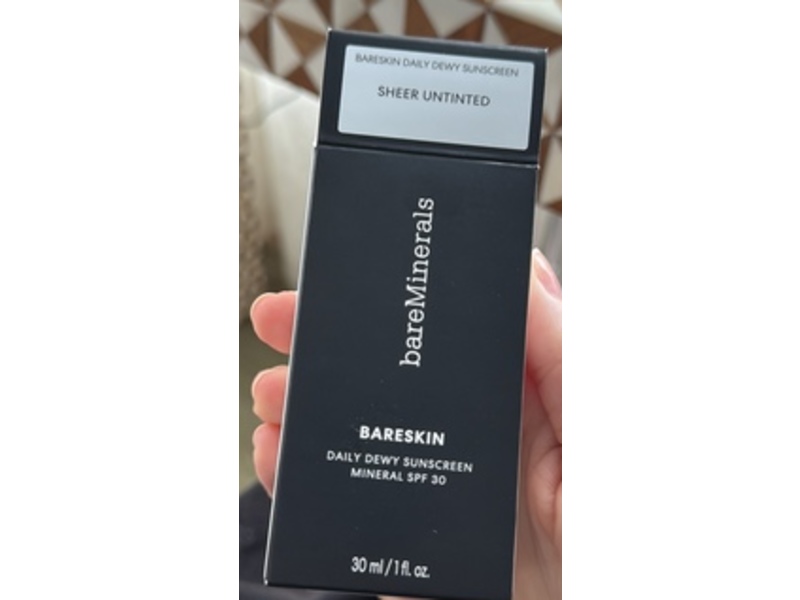 BARESKIN DAILY DEWY SUNSCREEN
SHEER UNTINTED
bareMinerals
BARESKIN
DAILY DEWY SUNSCREEN
MINERAL SPF 30
30 ml / 1 fl. oz.